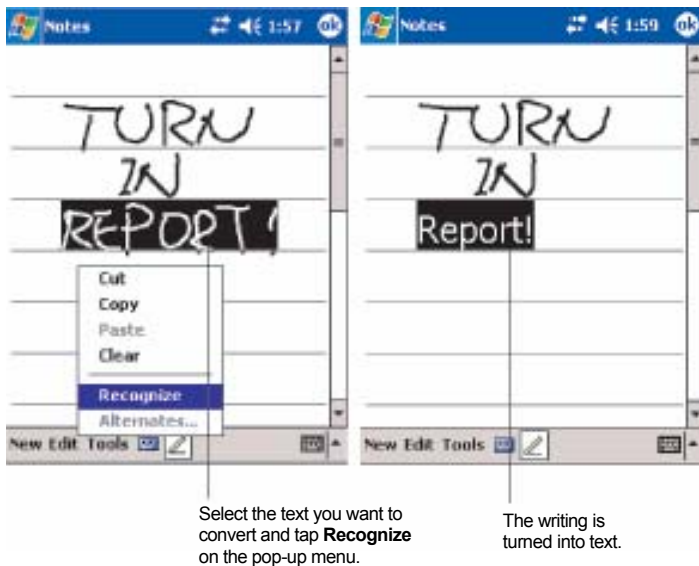 Notes 1:57 ok
TURN
IN
REPORT!
Cut
Copy
Paste
Clear
Recognize
Alternates...
New Edit Tools
Select the text you want to
convert and tap Recognize
on the pop-up menu.
Notes 1:59 ok
TURN
IN
Report!
New Edit Tools
The writing is
turned into text.